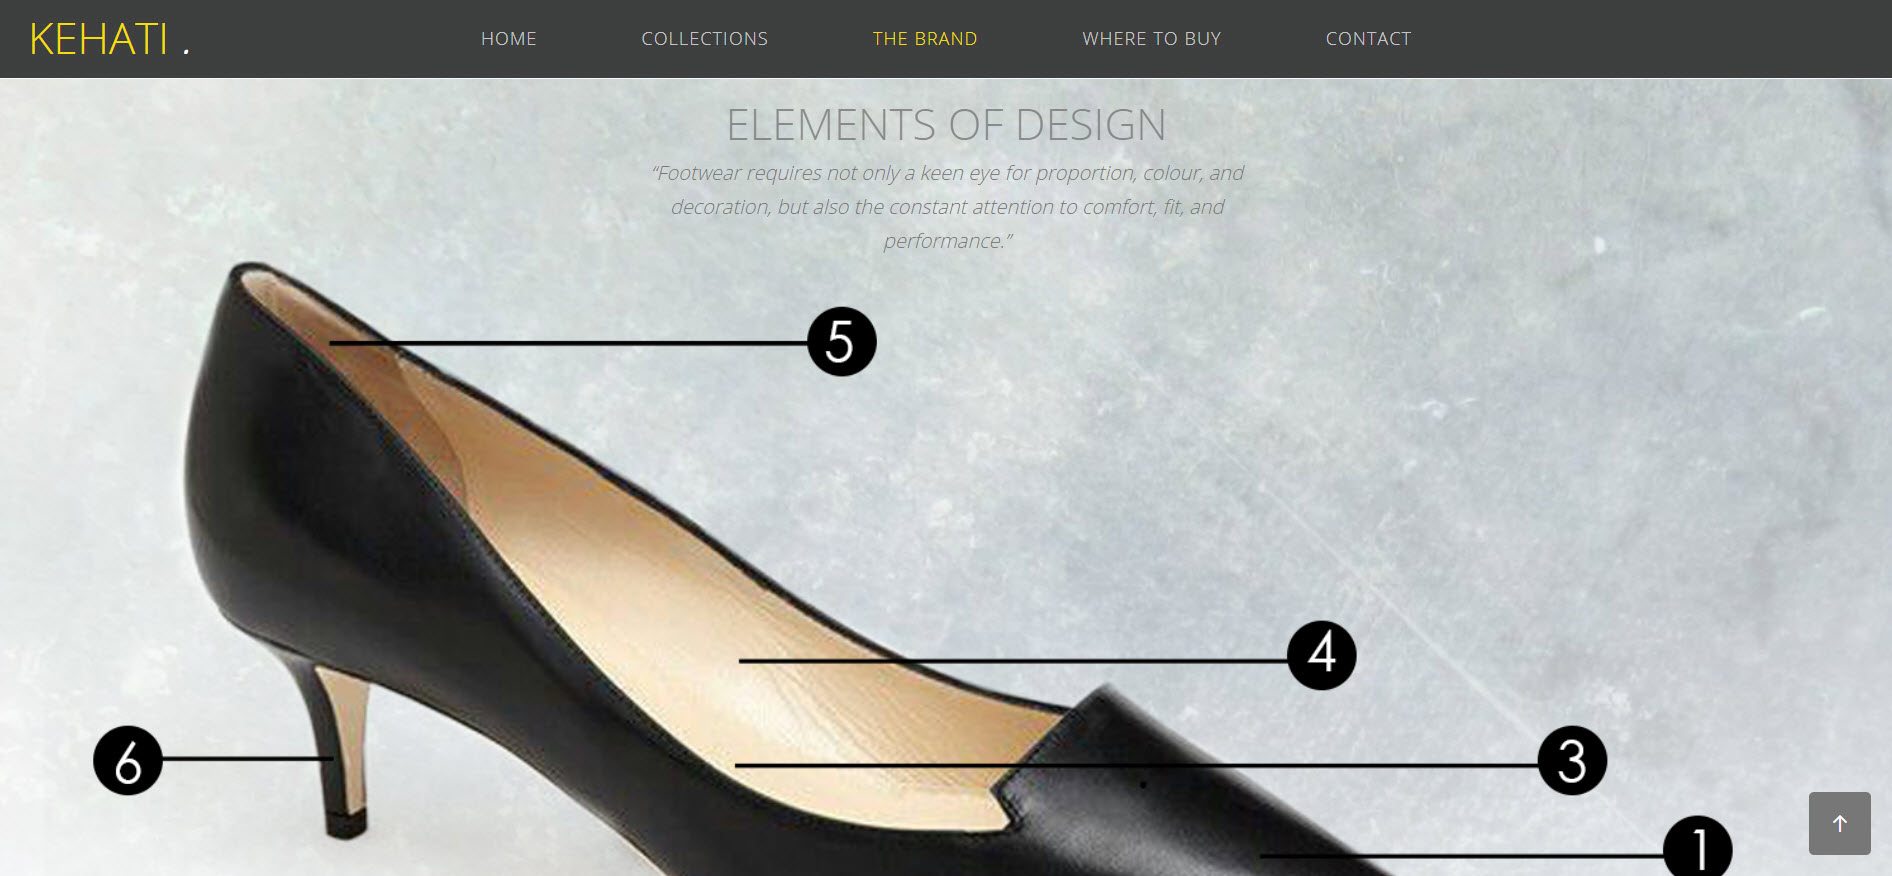 KEHATI .
HOME
COLLECTIONS
THE BRAND
WHERE TO BUY
CONTACT
ELEMENTS OF DESIGN
“Footwear requires not only a keen eye for proportion, colour, and
decoration, but also the constant attention to comfort, fit, and
performance.”
5
4
6
3
1